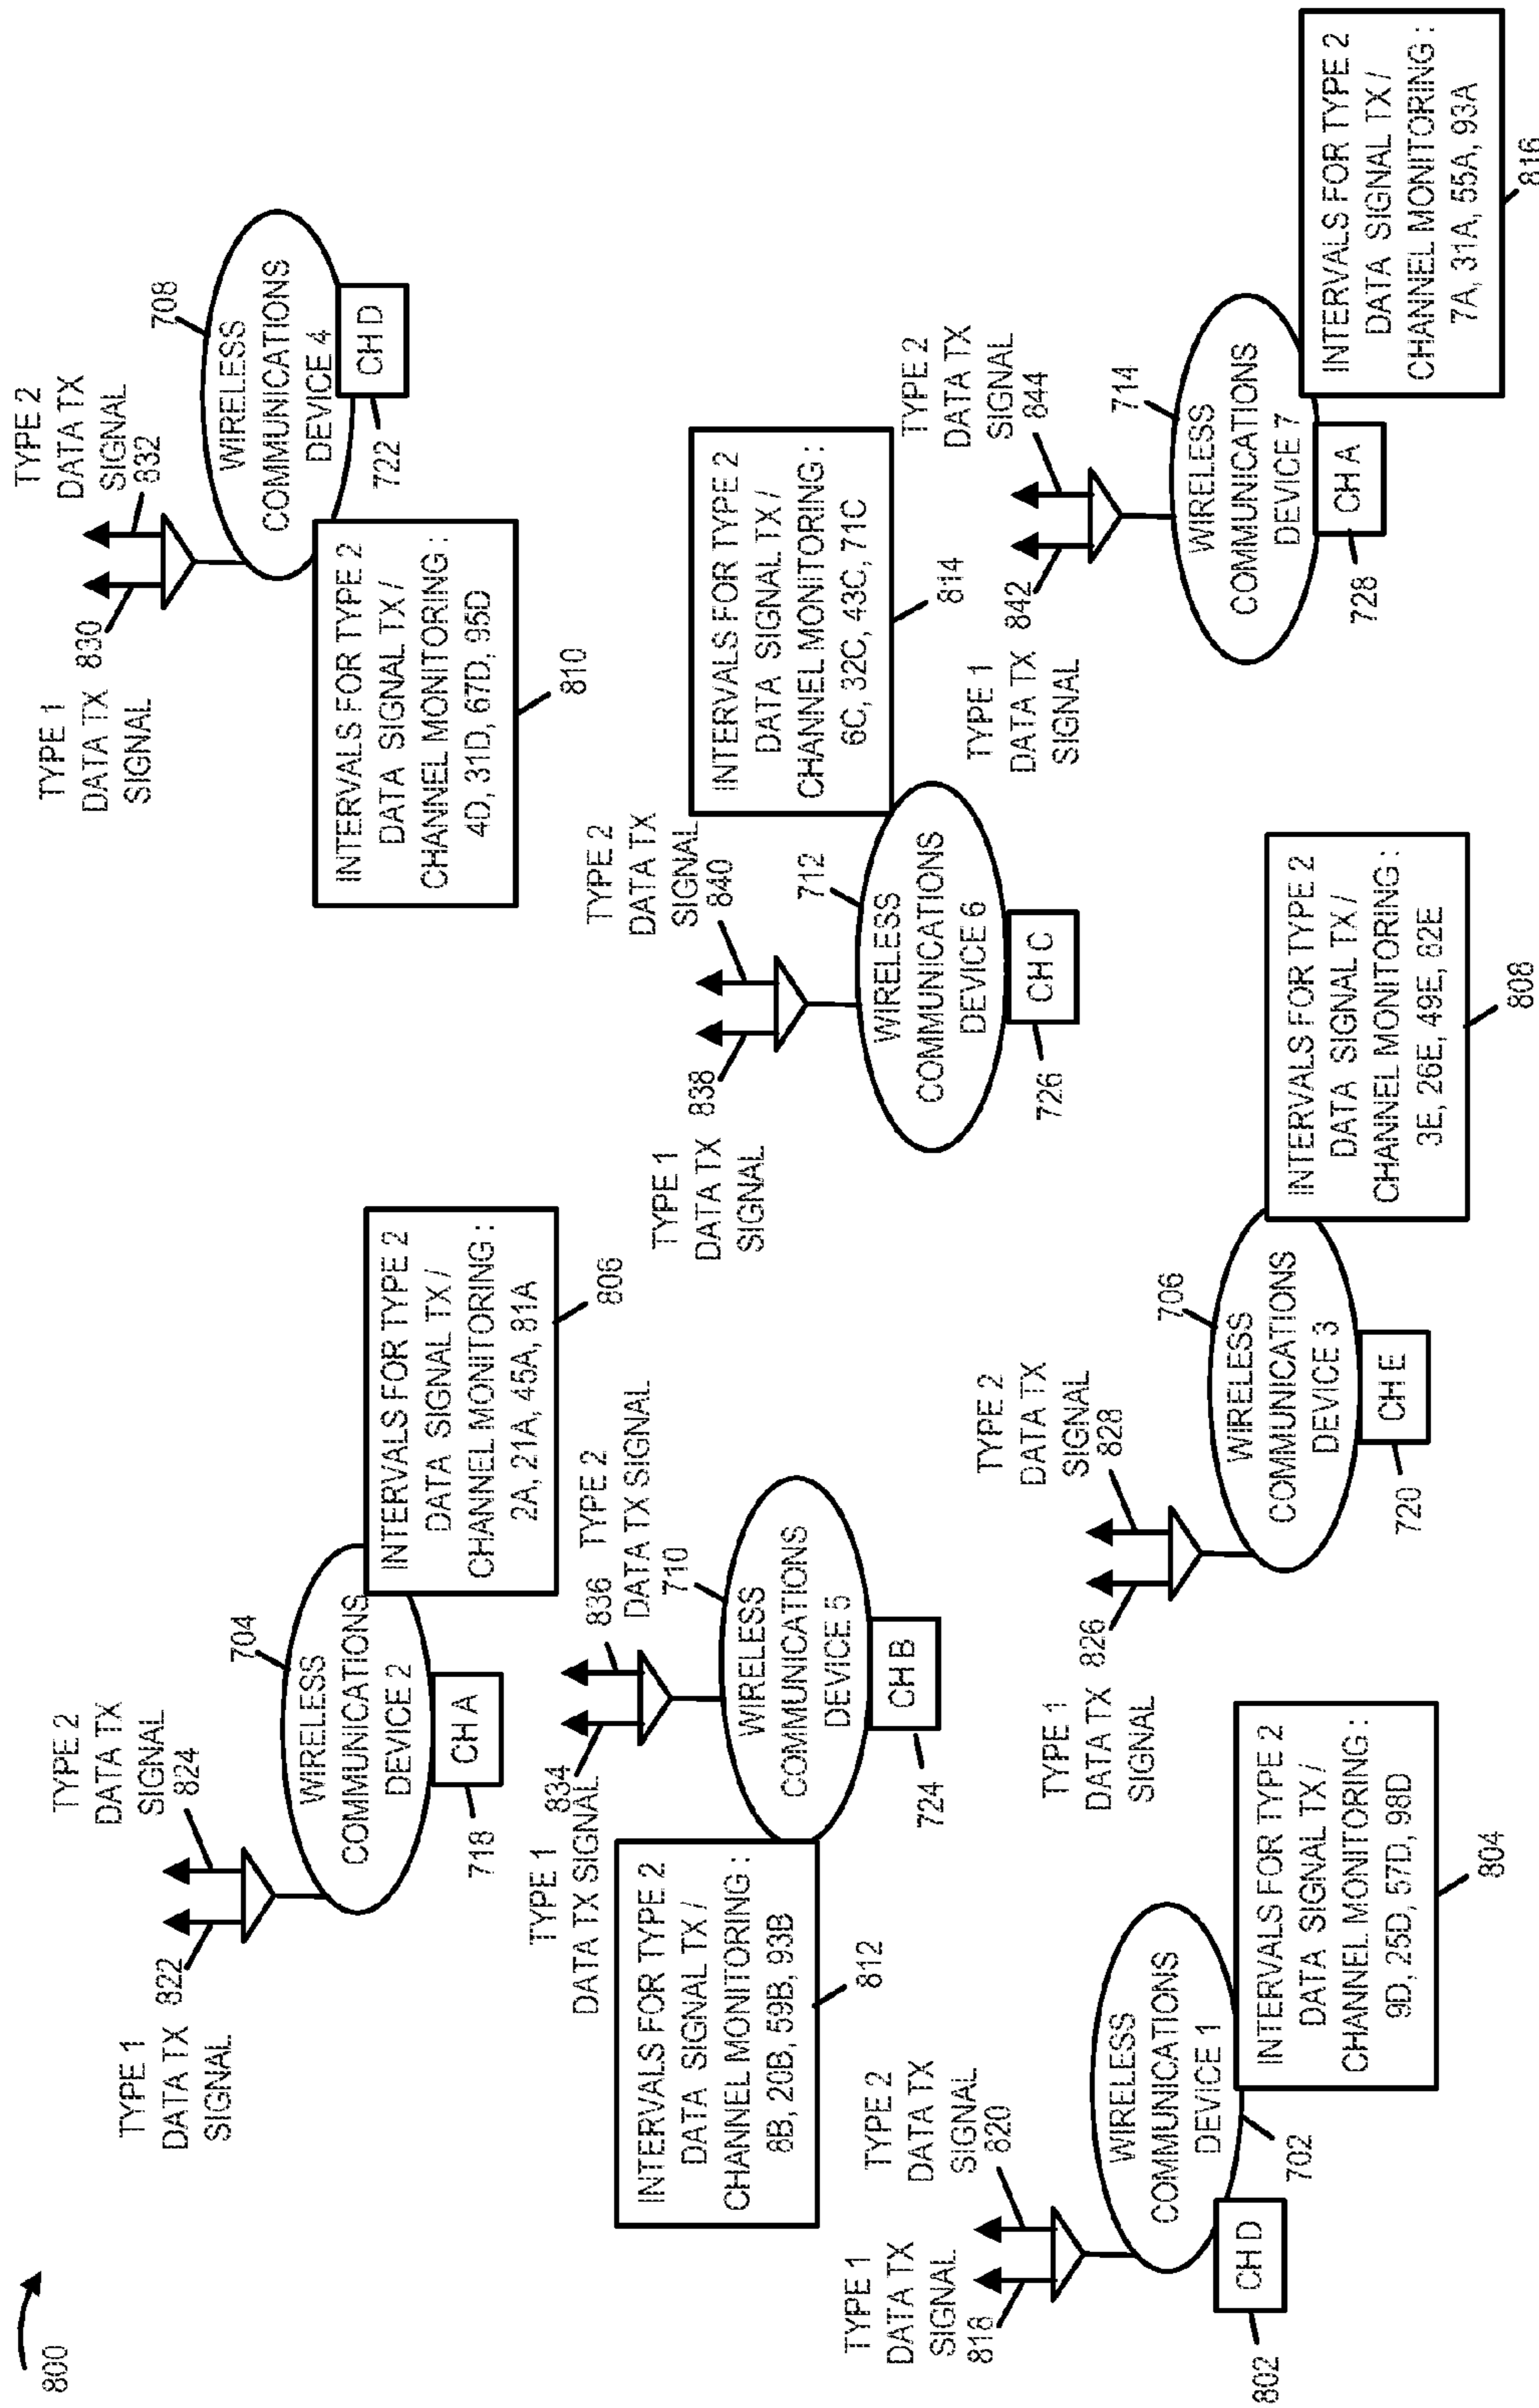 800
TYPE 1
DATA TX 822
SIGNAL
TYPE 2
DATA TX
SIGNAL
824
704
WIRELESS
COMMUNICATIONS
DEVICE 2
CH A
718
INTERVALS FOR TYPE 2
DATA SIGNAL TX /
CHANNEL MONITORING :
2A, 21A, 45A, 81A
806
TYPE 1
DATA TX 830
SIGNAL
TYPE 2
DATA TX
SIGNAL
832
708
WIRELESS
COMMUNICATIONS
DEVICE 4
CH D
722
INTERVALS FOR TYPE 2
DATA SIGNAL TX /
CHANNEL MONITORING :
4D, 31D, 67D, 95D
810
TYPE 1
834
DATA TX SIGNAL
836 TYPE 2
DATA TX SIGNAL
710
WIRELESS
COMMUNICATIONS
DEVICE 5
CH B
724
INTERVALS FOR TYPE 2
DATA SIGNAL TX /
CHANNEL MONITORING :
8B, 20B, 59B, 93B
812
TYPE 1
DATA TX 838
SIGNAL
TYPE 2
DATA TX
SIGNAL
840
712
WIRELESS
COMMUNICATIONS
DEVICE 6
CH C
726
INTERVALS FOR TYPE 2
DATA SIGNAL TX /
CHANNEL MONITORING :
6C, 32C, 43C, 71C
814
TYPE 1
DATA TX
SIGNAL
818
TYPE 2
DATA TX
SIGNAL
820
WIRELESS
COMMUNICATIONS
DEVICE 1
702
CH D
802
INTERVALS FOR TYPE 2
DATA SIGNAL TX /
CHANNEL MONITORING :
9D, 25D, 57D, 98D
804
TYPE 1
DATA TX 826
SIGNAL
TYPE 2
DATA TX
SIGNAL
828
706
WIRELESS
COMMUNICATIONS
DEVICE 3
CH E
720
INTERVALS FOR TYPE 2
DATA SIGNAL TX /
CHANNEL MONITORING :
3E, 26E, 49E, 82E
808
TYPE 1
DATA TX 842
SIGNAL
TYPE 2
DATA TX
SIGNAL
844
714
WIRELESS
COMMUNICATIONS
DEVICE 7
CH A
728
INTERVALS FOR TYPE 2
DATA SIGNAL TX /
CHANNEL MONITORING :
7A, 31A, 55A, 93A
816